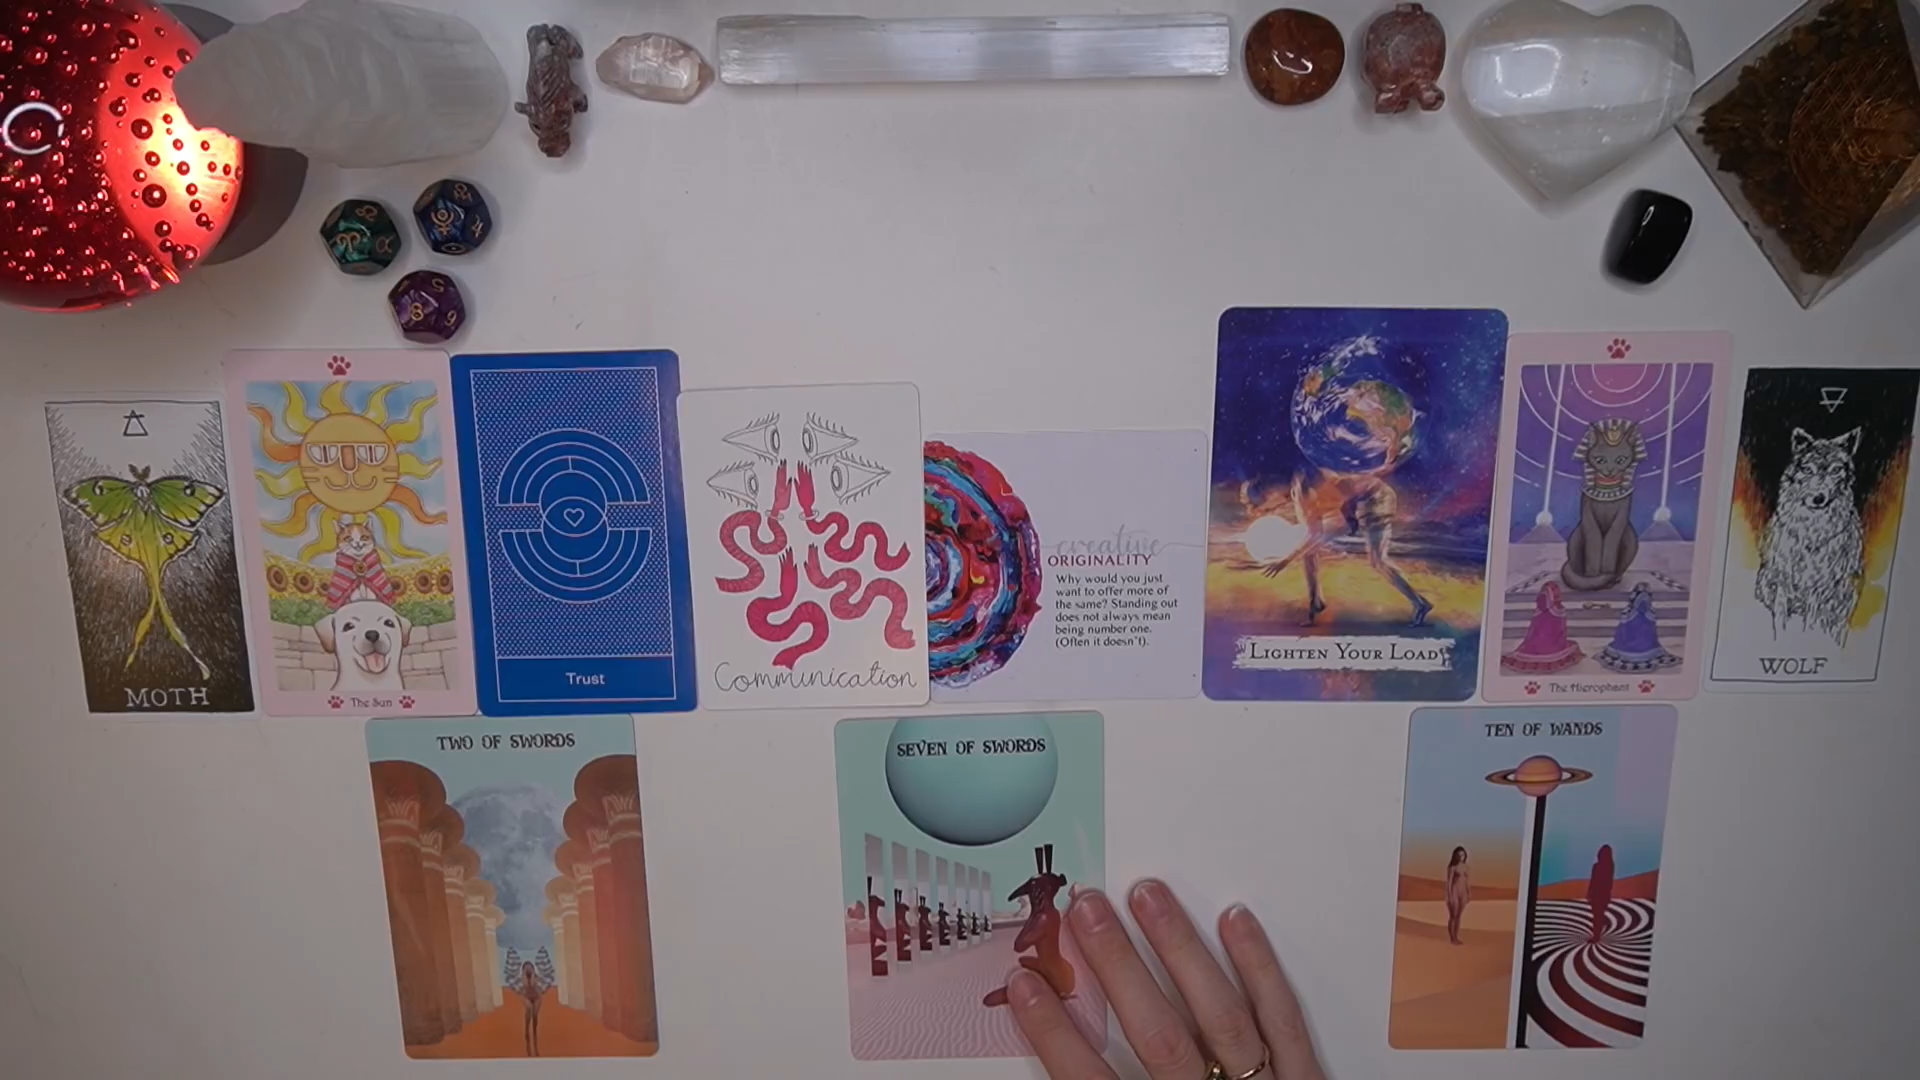 MOTH
The Sun
Trust
Communication
creative
ORIGINALITY
Why would you just
want to offer more of
the same? Standing out
does not always mean
being number one.
(Often it doesn't).
LIGHTEN YOUR LOAD
The Hierophant
WOLF
TWO OF SWORDS
SEVEN OF SWORDS
TEN OF WANDS